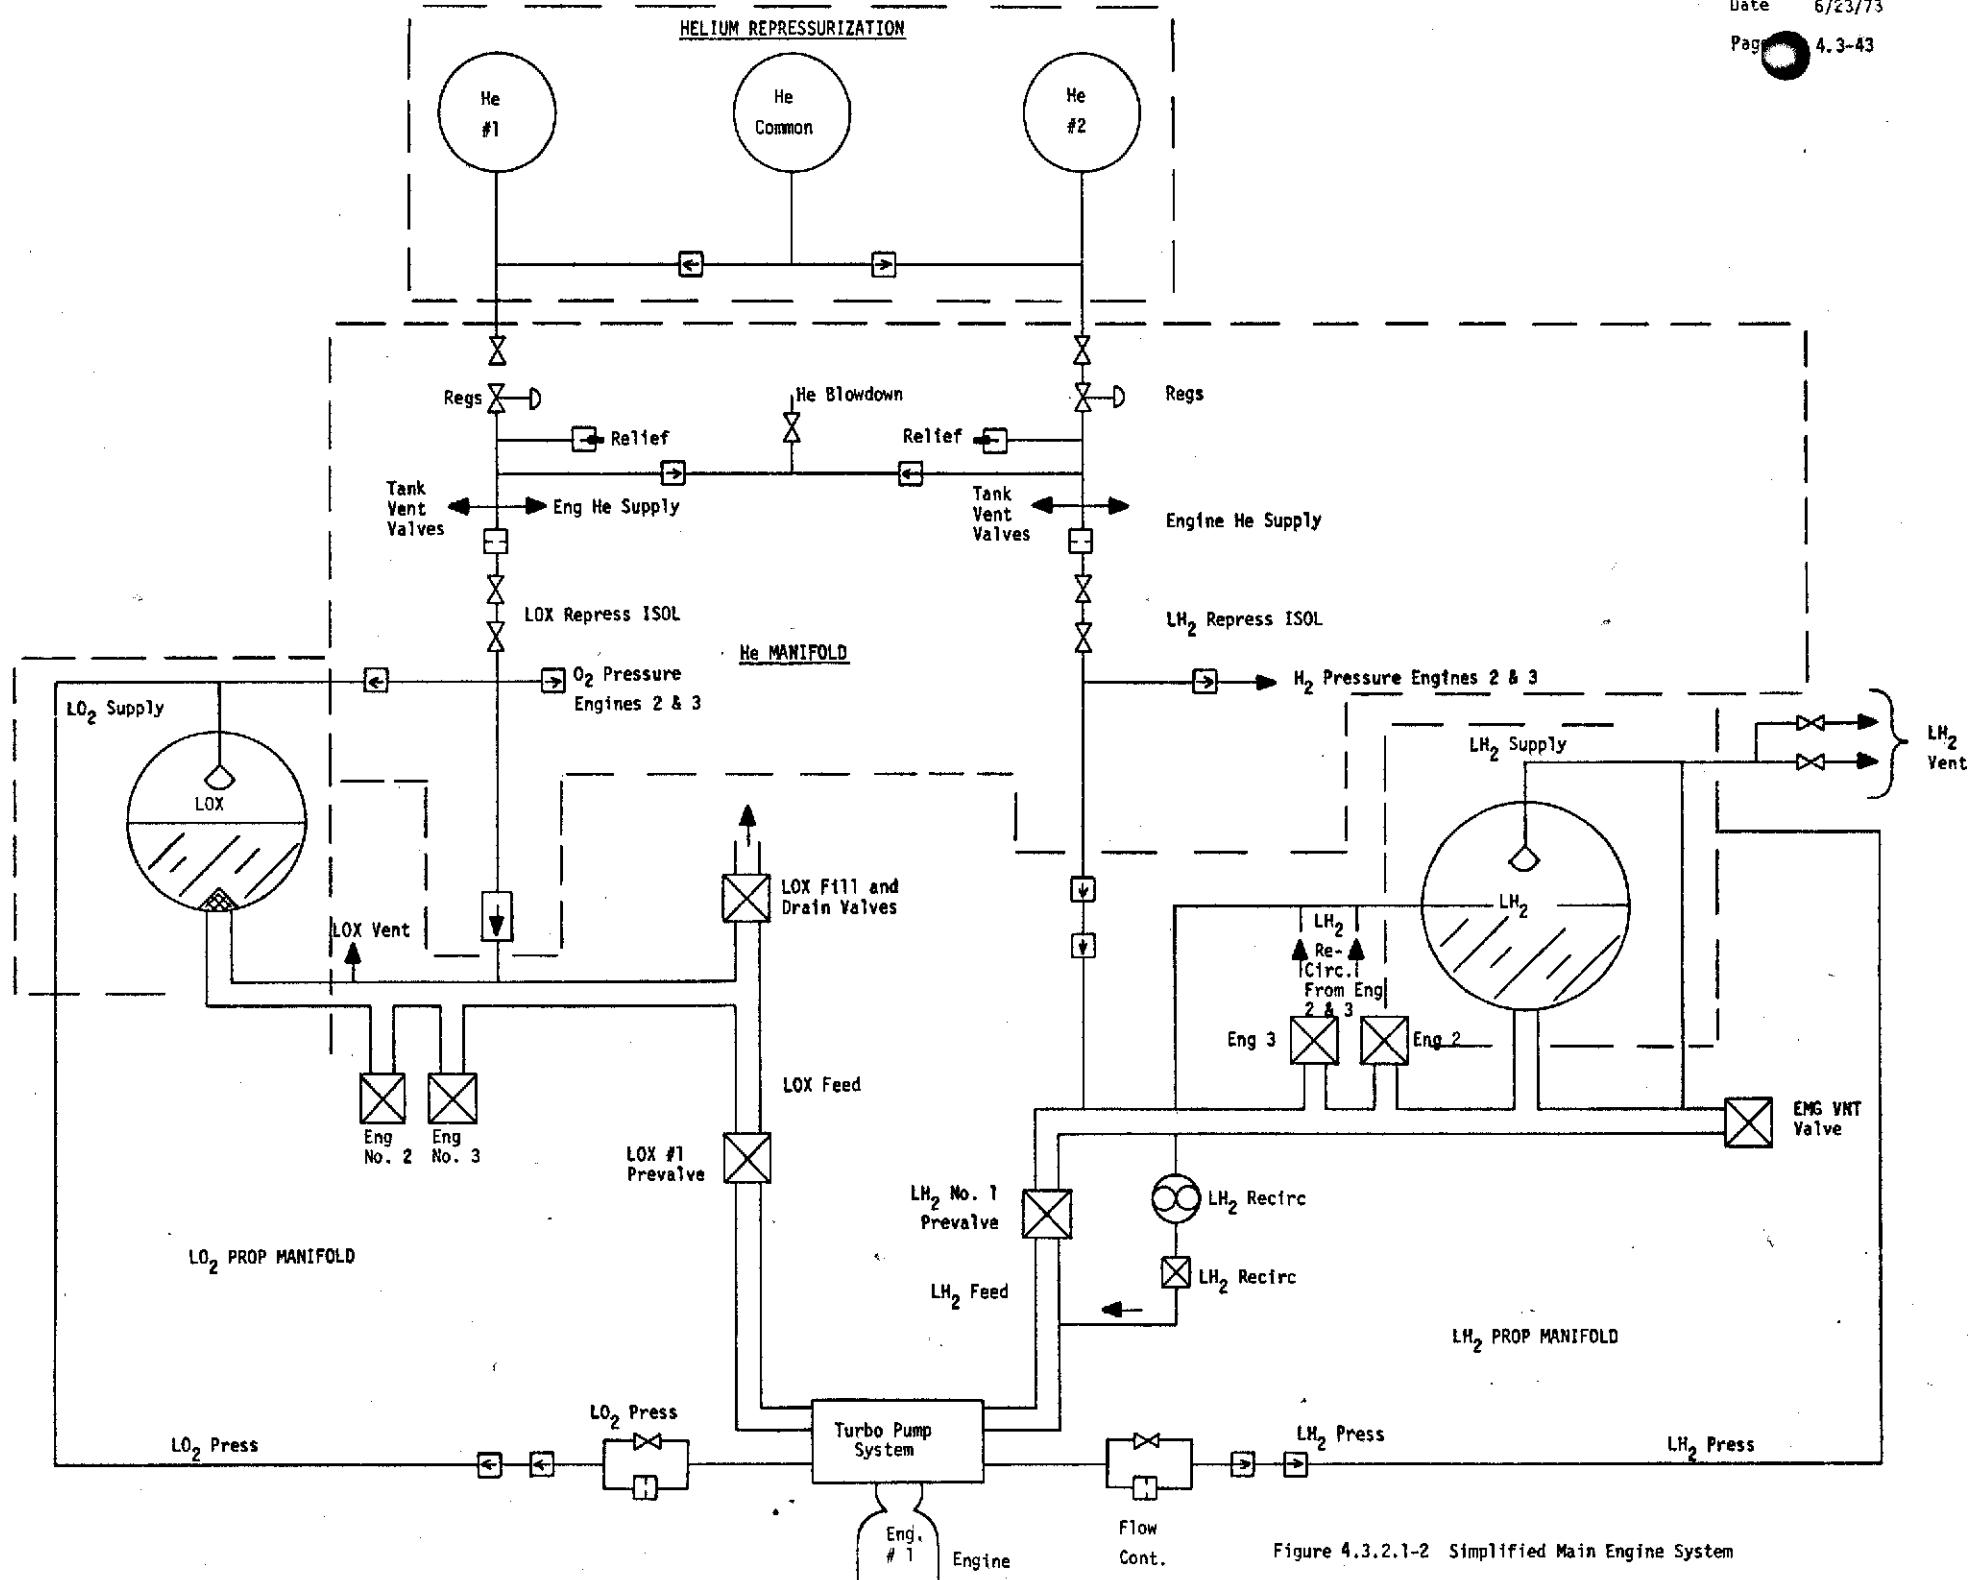 Date 6/23/73
Page 4.3-43
HELIUM REPRESSURIZATION
He
#1
He
Common
He
#2
Regs
He Blowdown
Regs
Relief
Relief
Tank
Vent
Valves
Eng He Supply
Tank
Vent
Valves
Engine He Supply
LOX Repress ISOL
LH2 Repress ISOL
He MANIFOLD
O2 Pressure
Engines 2 & 3
H2 Pressure Engines 2 & 3
LO2 Supply
LOX
LH2 Supply
LH2
Vent
LOX Fill and
Drain Valves
LOX Vent
LH2
LH2
Re-
Circ.
From Eng
2 & 3
Eng 3
Eng 2
LOX Feed
EMG VNT
Valve
Eng
No. 2
Eng
No. 3
LOX #1
Prevalve
LH2 No. 1
Prevalve
LH2 Recirc
LO2 PROP MANIFOLD
LH2 Recirc
LH2 Feed
LH2 PROP MANIFOLD
LO2 Press
LO2 Press
Turbo Pump
System
LH2 Press
LH2 Press
Eng.
# 1
Engine
Flow
Cont.
Figure 4.3.2.1-2 Simplified Main Engine System